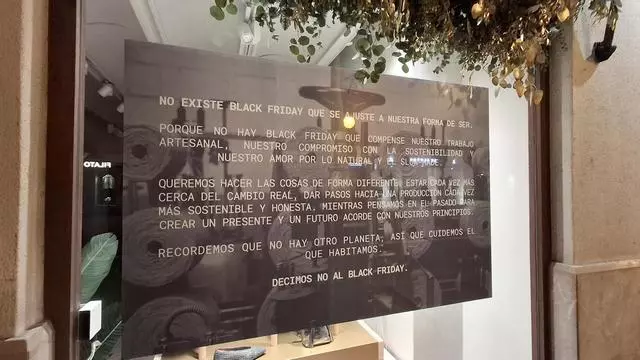 NO EXISTE BLACK FRIDAY QUE SE AJUSTE A NUESTRA FORMA DE SER.
PORQUE NO HAY BLACK FRIDAY QUE COMPENSE NUESTRO TRABAJO
ARTESANAL, NUESTRO COMPROMISO CON LA SOSTENIBILIDAD Y
NUESTRO AMOR POR LO NATURAL Y LO SLOWMADE.
QUEREMOS HACER LAS COSAS DE FORMA DIFERENTE: ESTAR CADA VEZ MÁS
CERCA DEL CAMBIO REAL, DAR PASOS HACIA UNA PRODUCCIÓN CADA VEZ
MÁS SOSTENIBLE Y HONESTA. MIENTRAS PENSAMOS EN EL PASADO PARA
CREAR UN PRESENTE Y UN FUTURO ACORDE CON NUESTROS PRINCIPIOS.
RECORDEMOS QUE NO HAY OTRO PLANETA, ASÍ QUE CUIDEMOS EL
QUE HABITAMOS.
DECIMOS NO AL BLACK FRIDAY.